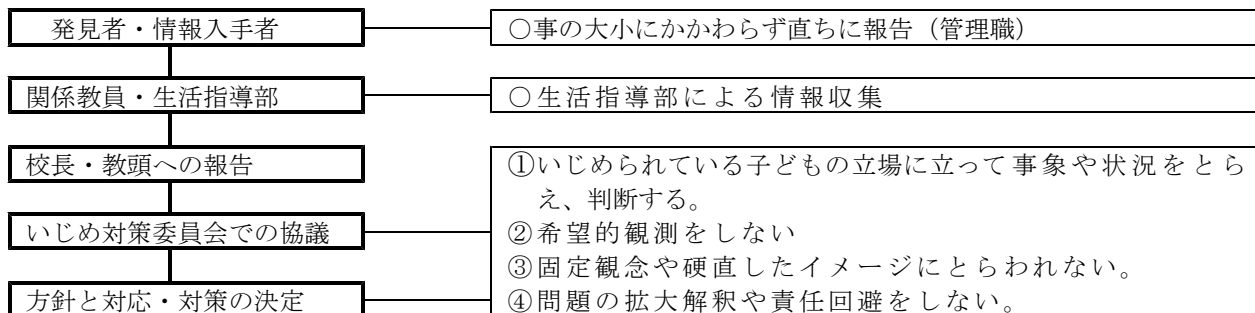 発見者・情報入手者
○事の大小にかかわらず直ちに報告（管理職）
関係教員・生活指導部
○生活指導部による情報収集
校長・教頭への報告
いじめ対策委員会での協議
方針と対応・対策の決定
①いじめられている子どもの立場に立って事象や状況をとら
え、判断する。
②希望的観測をしない
③固定観念や硬直したイメージにとらわれない。
④問題の拡大解釈や責任回避をしない。